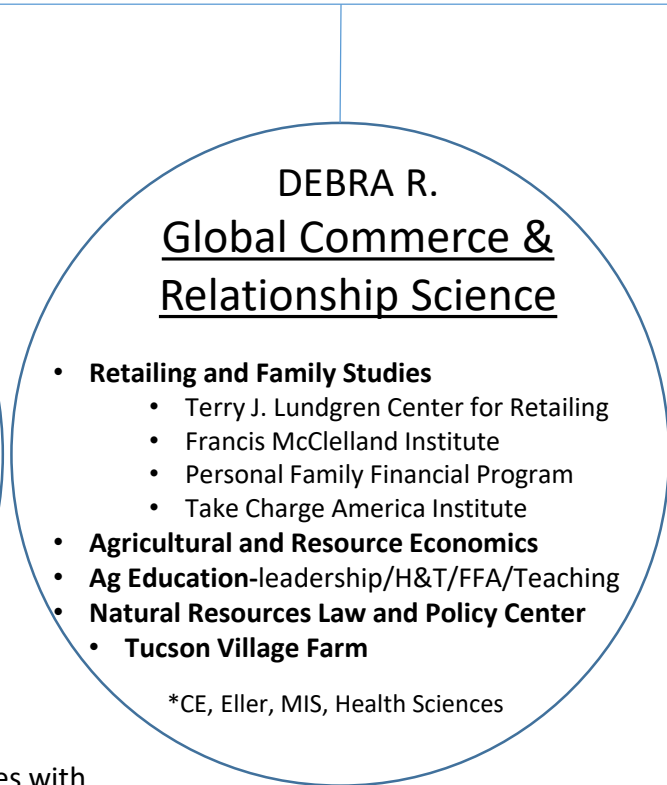 DEBRA R.
Global Commerce &
Relationship Science
• Retailing and Family Studies
• Terry J. Lundgren Center for Retailing
• Francis McClelland Institute
• Personal Family Financial Program
• Take Charge America Institute
• Agricultural and Resource Economics
• Ag Education-leadership/H&T/FFA/Teaching
• Natural Resources Law and Policy Center
• Tucson Village Farm
*CE, Eller, MIS, Health Sciences
with